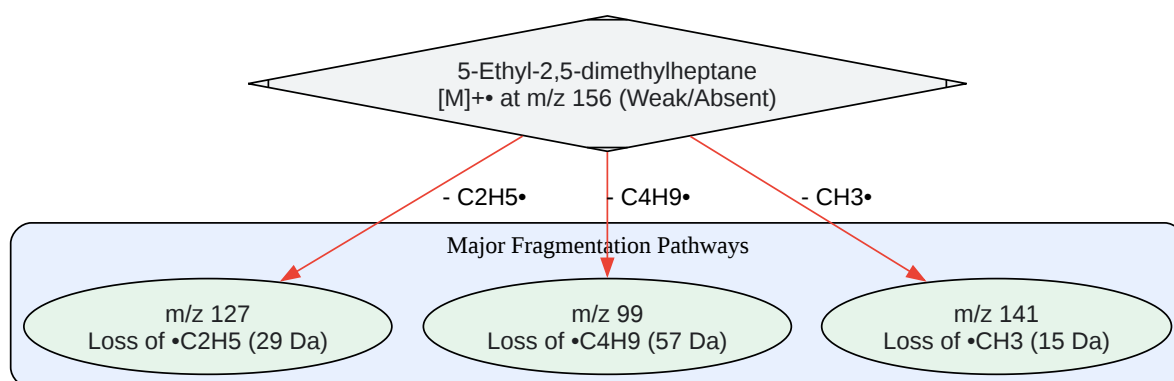 5-Ethyl-2,5-dimethylheptane
[M]+• at m/z 156 (Weak/Absent)
- C2H5•
- C4H9•
- CH3•
Major Fragmentation Pathways
m/z 127
Loss of •C2H5 (29 Da)
m/z 99
Loss of •C4H9 (57 Da)
m/z 141
Loss of •CH3 (15 Da)